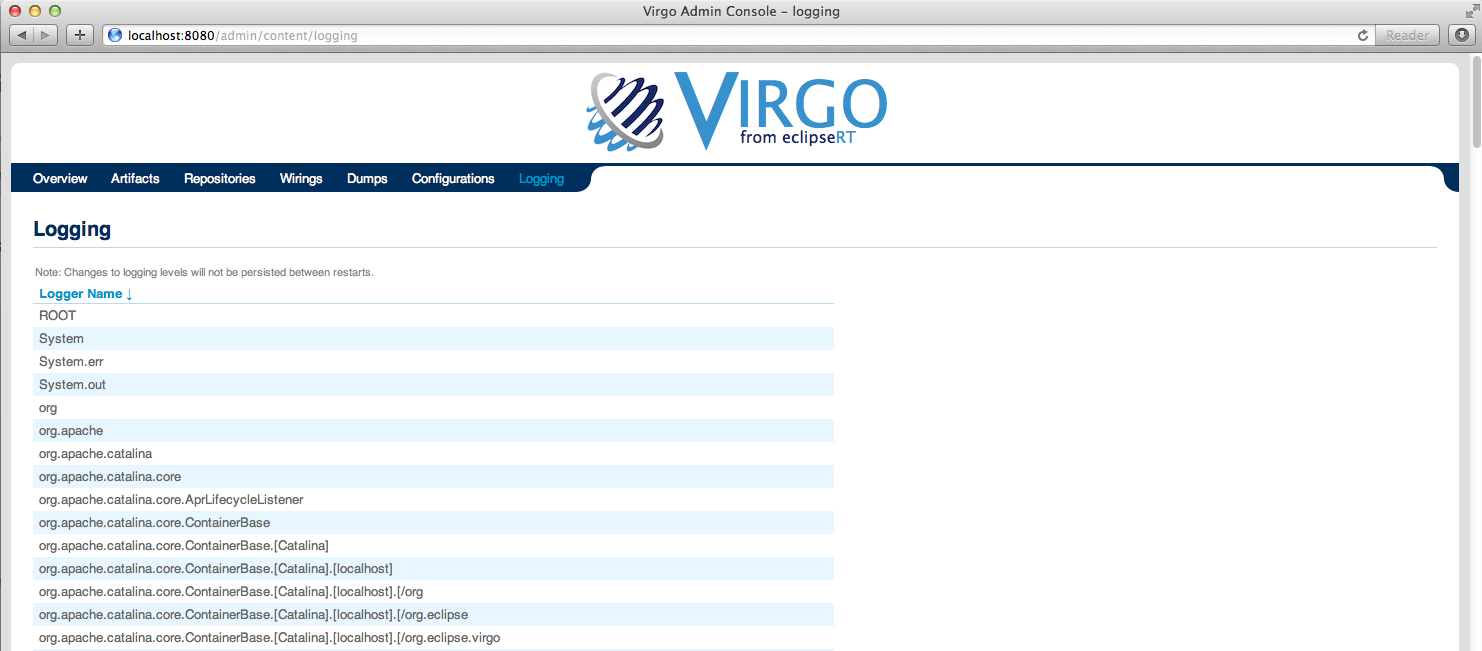 Virgo Admin Console – logging
localhost:8080/admin/content/logging
Reader
VIRGO
from eclipseRT
Overview Artifacts Repositories Wirings Dumps Configurations Logging
Logging
Note: Changes to logging levels will not be persisted between restarts.
Logger Name ↓
ROOT
System
System.err
System.out
org
org.apache
org.apache.catalina
org.apache.catalina.core
org.apache.catalina.core.AprLifecycleListener
org.apache.catalina.core.ContainerBase
org.apache.catalina.core.ContainerBase.[Catalina]
org.apache.catalina.core.ContainerBase.[Catalina].[localhost]
org.apache.catalina.core.ContainerBase.[Catalina].[localhost].[/org
org.apache.catalina.core.ContainerBase.[Catalina].[localhost].[/org.eclipse
org.apache.catalina.core.ContainerBase.[Catalina].[localhost].[/org.eclipse.virgo